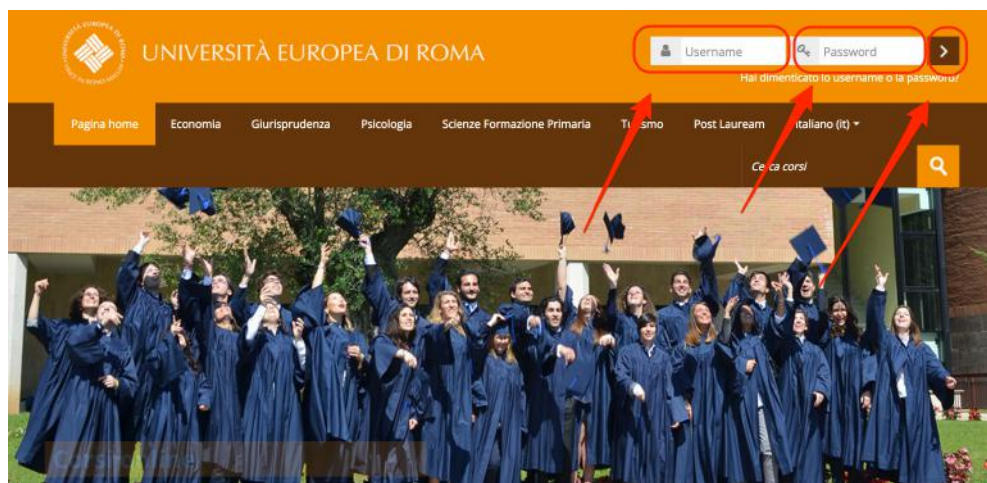 UNIVERSITÀ EUROPEA DI ROMA
Username
Password
Hai dimenticato lo username o la password?
Pagina home Economia Giurisprudenza Psicologia Scienze Formazione Primaria Turismo Post Lauream Italiano (it)
Cerca corsi